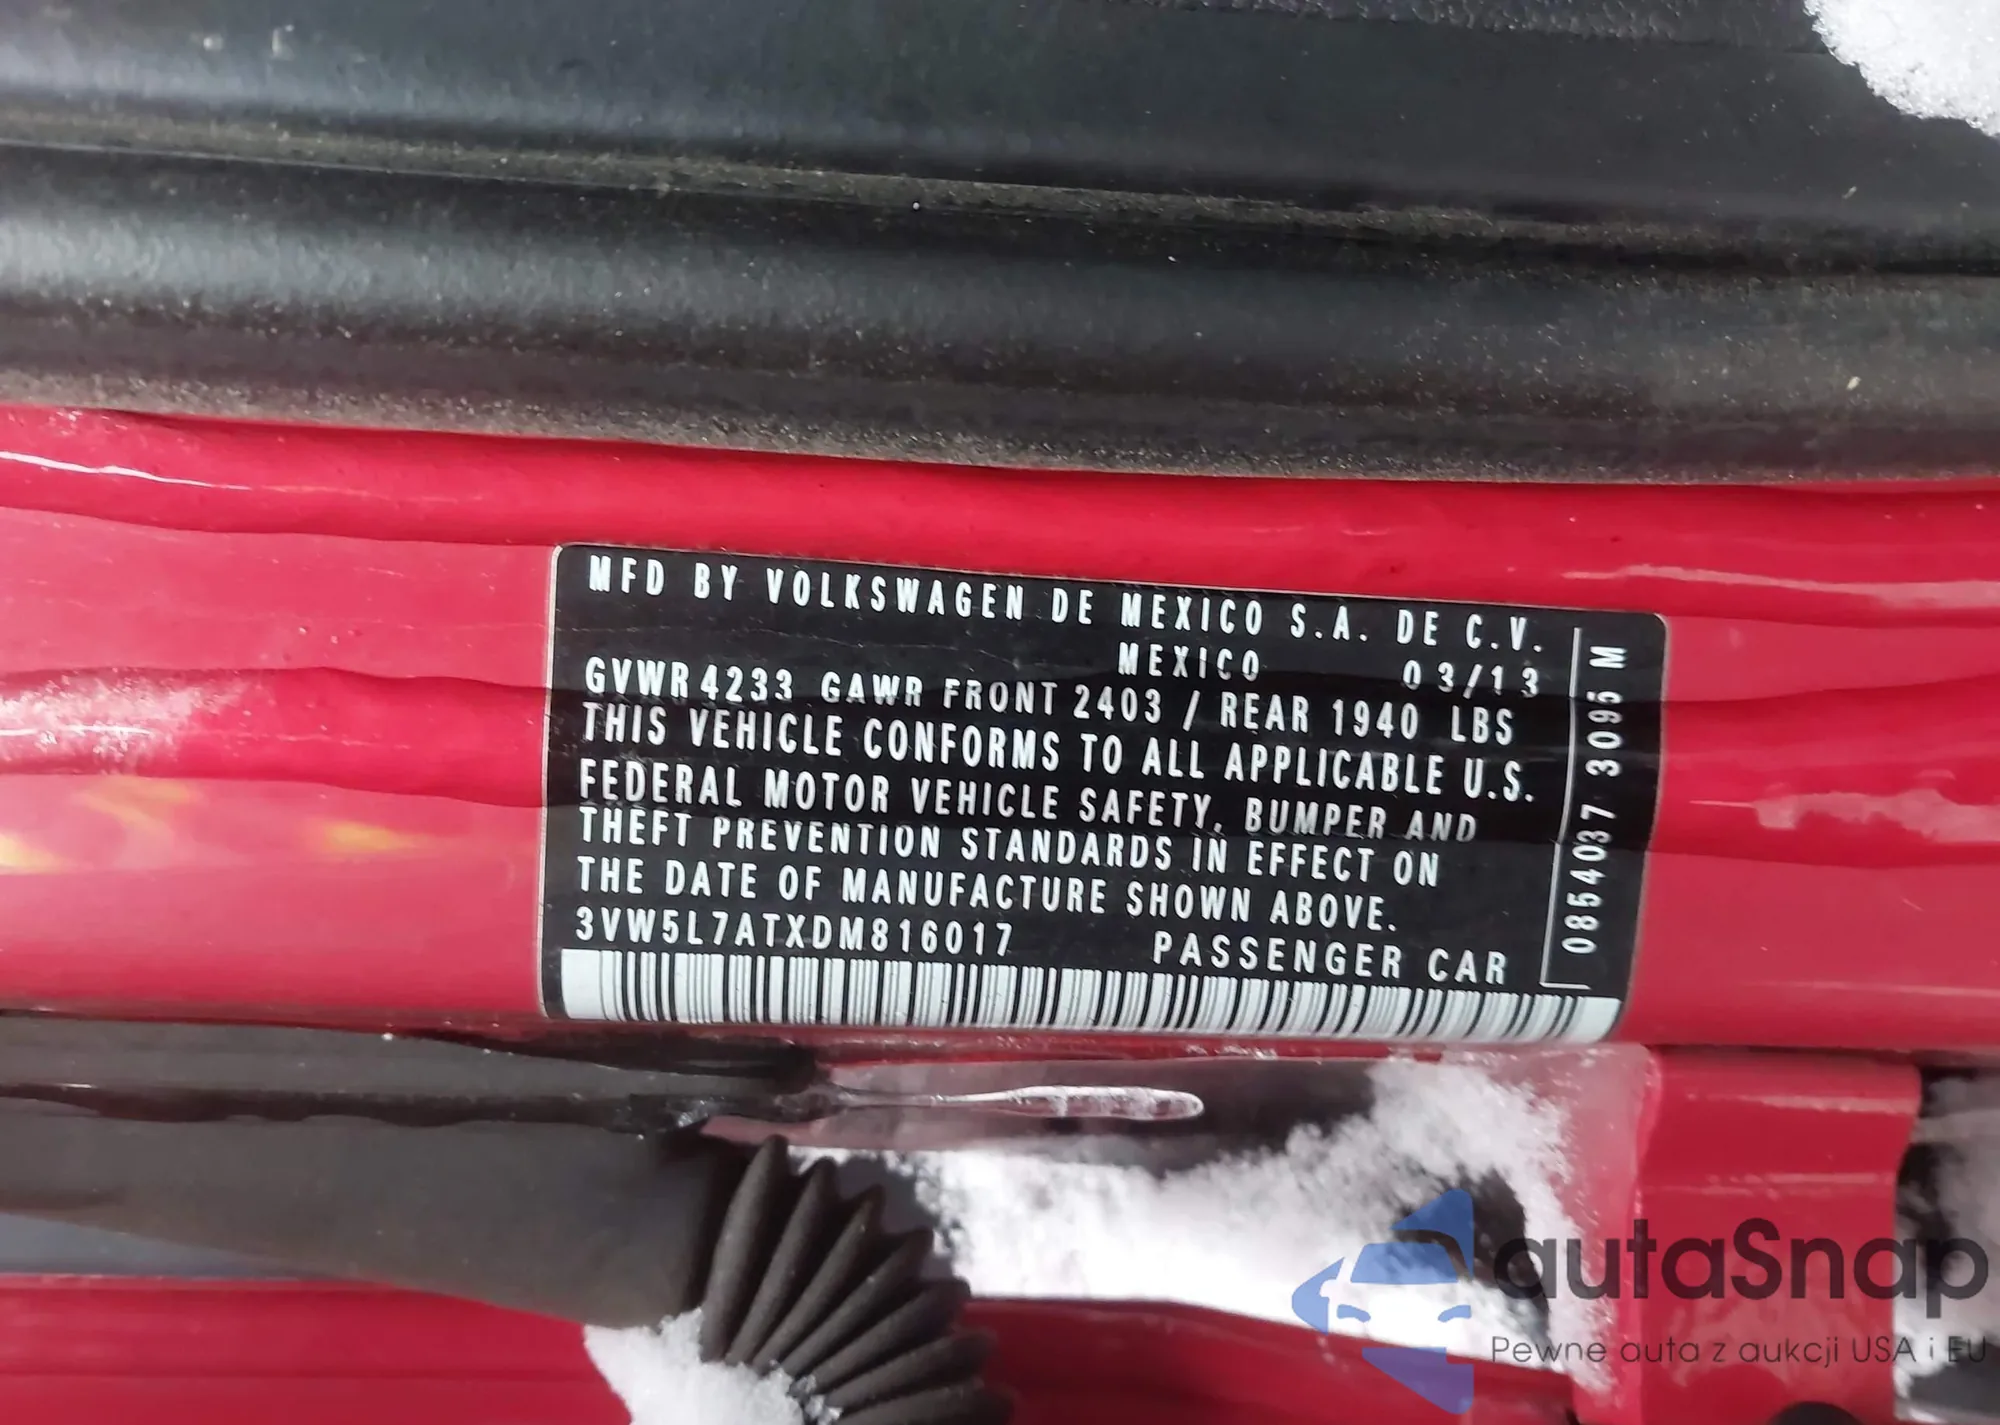 MFD BY VOLKSWAGEN DE MEXICO S.A. DE C.V.
MEXICO 03/13
GVWR 4233 GAWR FRONT 2403 / REAR 1940 LBS
THIS VEHICLE CONFORMS TO ALL APPLICABLE U.S.
FEDERAL MOTOR VEHICLE SAFETY, BUMPER AND
THEFT PREVENTION STANDARDS IN EFFECT ON
THE DATE OF MANUFACTURE SHOWN ABOVE.
3VW5L7ATXDM816017 PASSENGER CAR
0854037 3095 M
autaSnap
Pewne auta z aukcji USA i EU